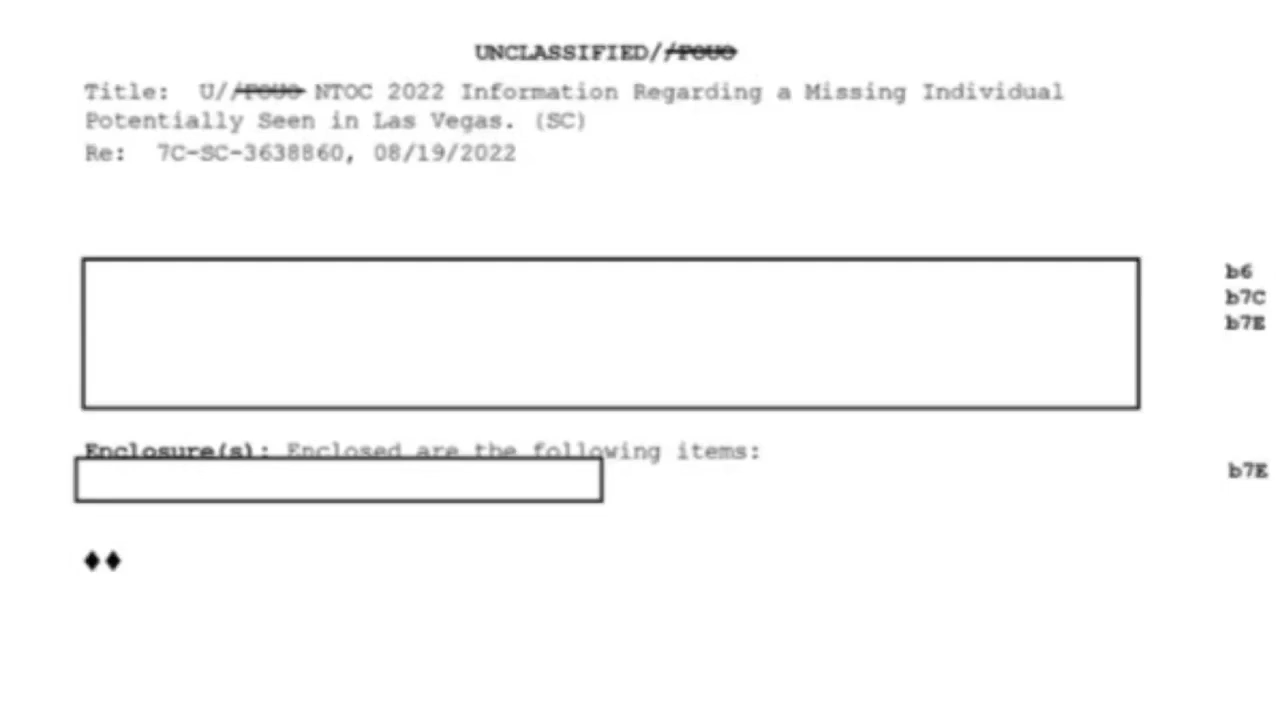 UNCLASSIFIED//FOUO
Title: U//FOUO NTOC 2022 Information Regarding a Missing Individual
Potentially Seen in Las Vegas. (SC)
Re: 7C-SC-3638860, 08/19/2022
b6
b7C
b7E
Enclosure(s): Enclosed are the following items:
b7E